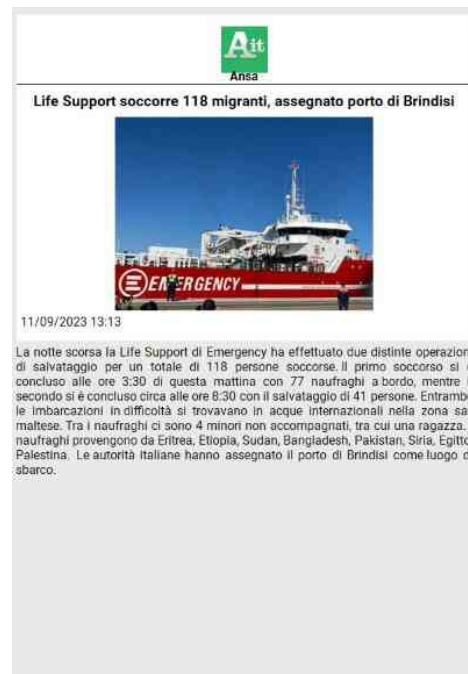 Ait
Ansa
Life Support soccorre 118 migranti, assegnato porto di Brindisi
EMERGENCY
11/09/2023 13:13
La notte scorsa la Life Support di Emergency ha effettuato due distinte operazion
di salvataggio per un totale di 118 persone soccorse. Il primo soccorso si
concluso alle ore 3:30 di questa mattina con 77 naufraghi a bordo, mentre
secondo si è concluso circa alle ore 8:30 con il salvataggio di 41 persone. Entramb
le imbarcazioni in difficoltà si trovavano in acque internazionali nella zona sa
maltese. Tra i naufraghi ci sono 4 minori non accompagnati, tra cui una ragazza.
naufraghi provengono da Eritrea, Etiopia, Sudan, Bangladesh, Pakistan, Siria, Egitto
Palestina. Le autorità italiane hanno assegnato il porto di Brindisi come luogo d
sbarco.